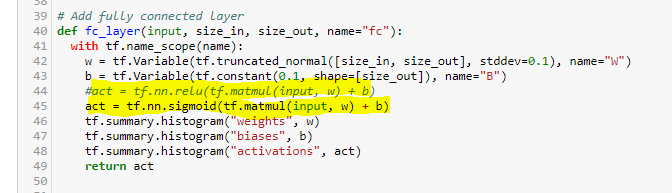 39 # Add fully connected layer
40 def fc_layer(input, size_in, size_out, name="fc"):
41 with tf.name_scope(name):
42 w = tf.Variable(tf.truncated_normal([size_in, size_out], stddev=0.1), name="W")
43 b = tf.Variable(tf.constant(0.1, shape=[size_out]), name="B")
44 #act = tf.nn.relu(tf.matmul(input, w) + b)
45 act = tf.nn.sigmoid(tf.matmul(input, w) + b)
46 tf.summary.histogram("weights", w)
47 tf.summary.histogram("biases", b)
48 tf.summary.histogram("activations", act)
49 return act
50